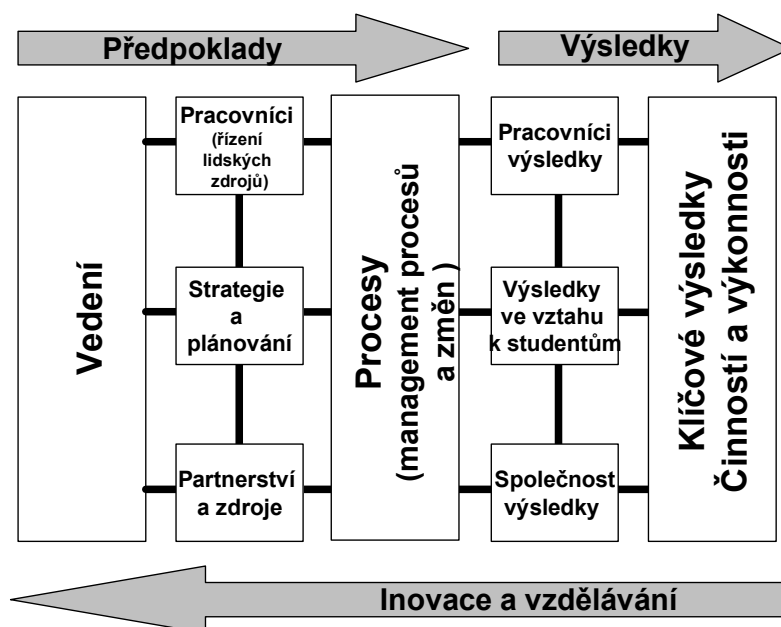 Předpoklady
Výsledky
Vedení
Pracovníci
(řízení
lidských
zdrojů)
Strategie
a
plánování
Partnerství
a zdroje
Procesy
(management procesů
a změn )
Pracovníci
výsledky
Výsledky
ve vztahu
k studentům
Společnost
výsledky
Klíčové výsledky
Činností a výkonnosti
Inovace a vzdělávání